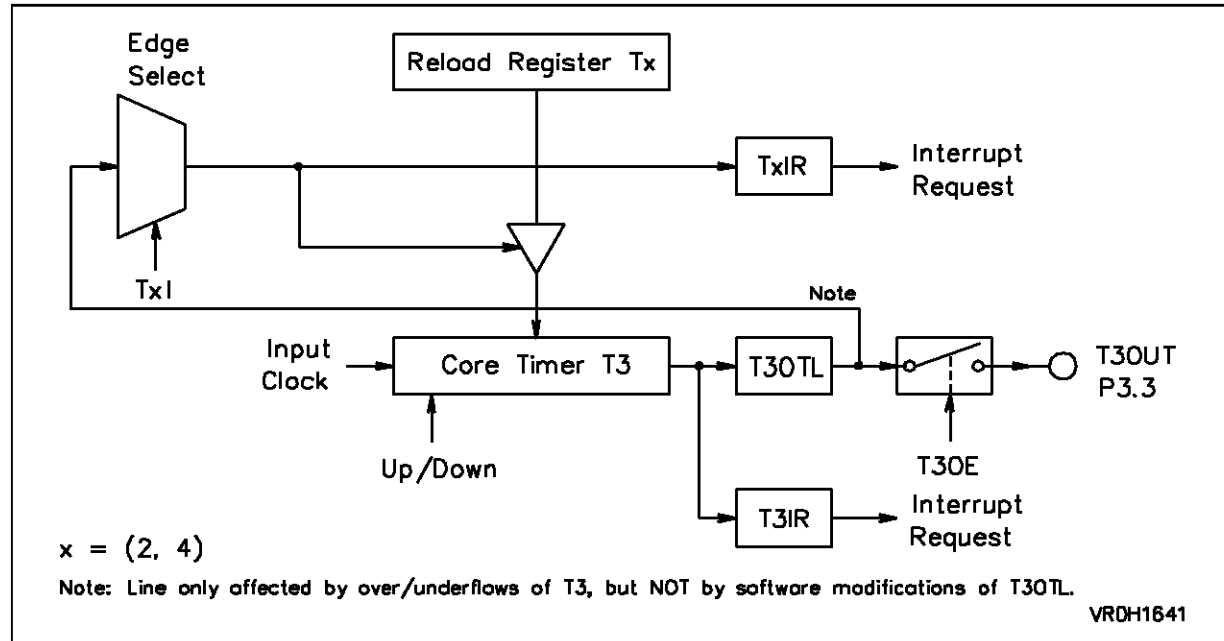 Edge
Select
Reload Register Tx
TxIR
Interrupt
Request
TxI
Note
Input
Clock
Core Timer T3
T3OTL
T3OUT
P3.3
Up/Down
T3OE
T3IR
Interrupt
Request
x = (2, 4)
Note: Line only affected by over/underflows of T3, but NOT by software modifications of T3OTL.
VRDH1641